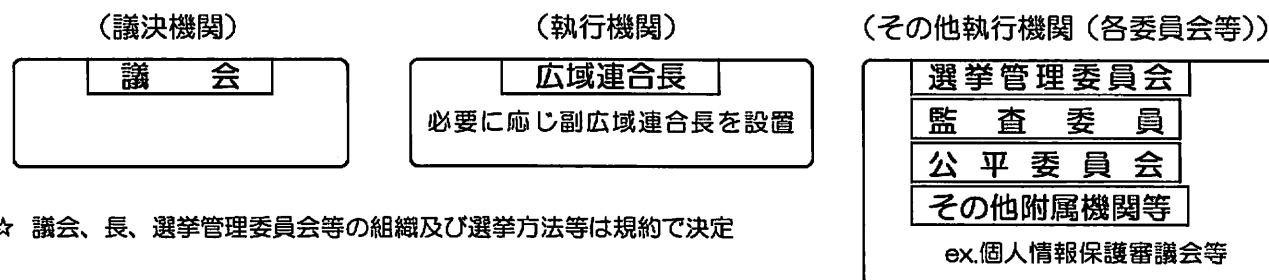 （議決機関）
議　　会
（執行機関）
広域連合長
必要に応じ副広域連合長を設置
（その他執行機関（各委員会等））
選挙管理委員会
監　査　委　員
公 平 委 員 会
その他附属機関等
ex.個人情報保護審議会等
☆ 議会、長、選挙管理委員会等の組織及び選挙方法等は規約で決定